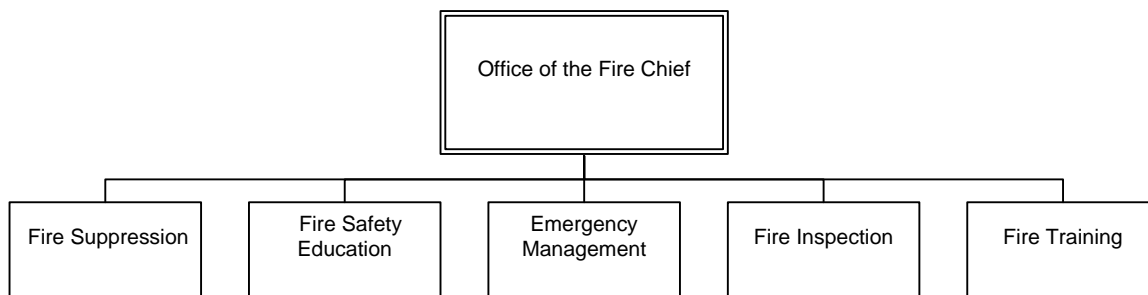 Office of the Fire Chief
Fire Suppression
Fire Safety
Education
Emergency
Management
Fire Inspection
Fire Training